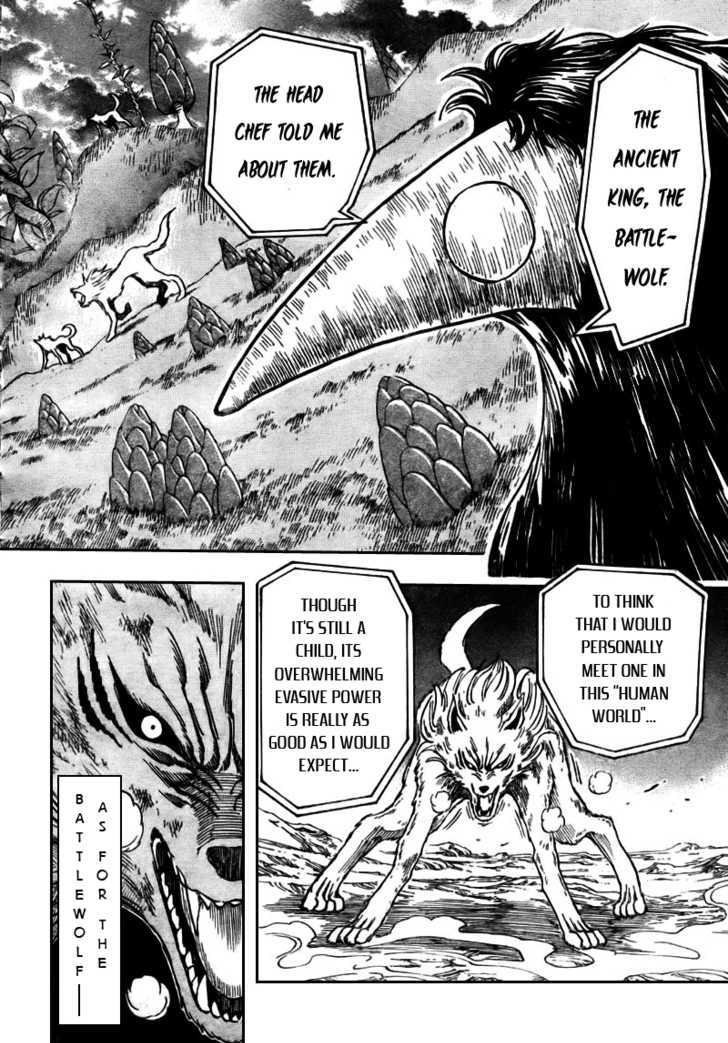 THE
ANCIENT
KING, THE
BATTLE-
WOLF.
THE HEAD
CHEF TOLD ME
ABOUT THEM.
TO THINK
THAT I WOULD
PERSONALLY
MEET ONE IN
THIS "HUMAN
WORLD"...
THOUGH
IT'S STILL A
CHILD, ITS
OVERWHELMING
EVASIVE POWER
IS REALLY AS
GOOD AS I WOULD
EXPECT...
AS FOR THE
BATTLEWOLF—